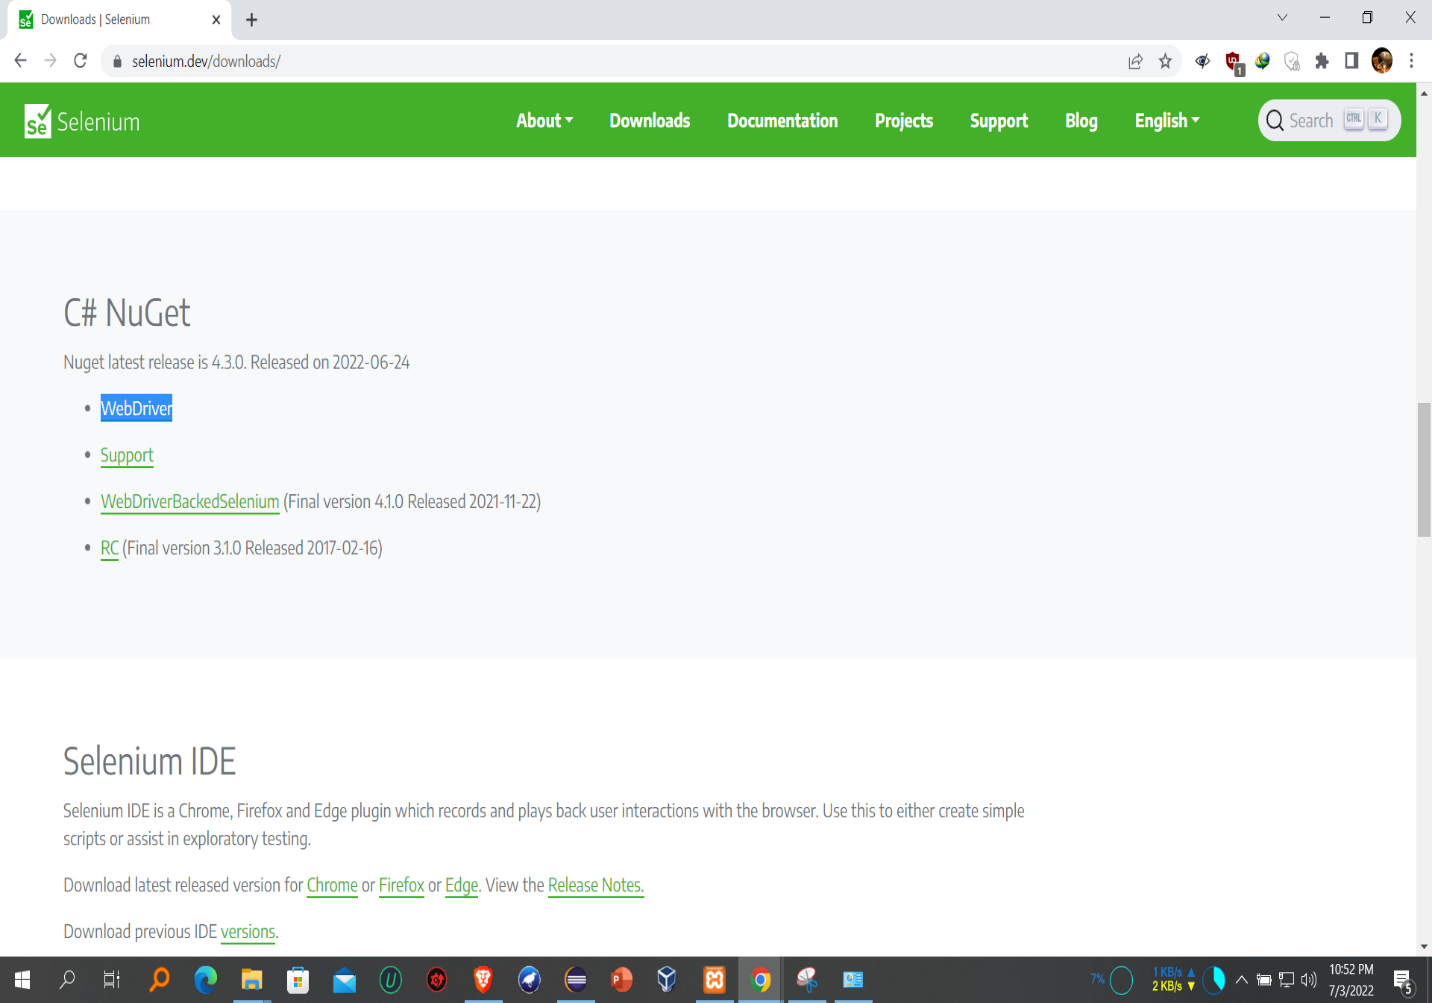 Downloads | Selenium
selenium.dev/downloads/
1
Se Selenium
About Downloads Documentation Projects Support Blog English
Search CTRL K
C# NuGet
Nuget latest release is 4.3.0. Released on 2022-06-24
WebDriver
Support
WebDriverBackedSelenium (Final version 4.1.0 Released 2021-11-22)
RC (Final version 3.1.0 Released 2017-02-16)
Selenium IDE
Selenium IDE is a Chrome, Firefox and Edge plugin which records and plays back user interactions with the browser. Use this to either create simple
scripts or assist in exploratory testing.
Download latest released version for Chrome or Firefox or Edge. View the Release Notes.
Download previous IDE versions.
7%
1 KB/s
2 KB/s
10:52 PM
7/3/2022
5